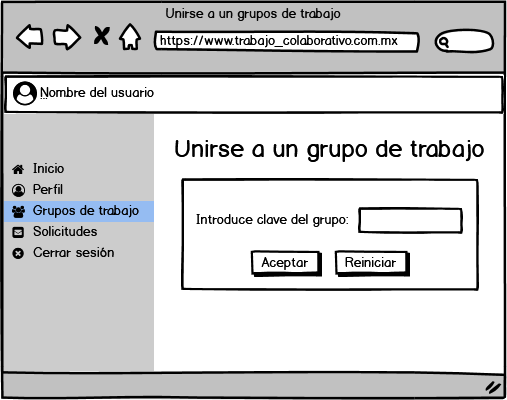 Unirse a un grupos de trabajo
https://www.trabajo_colaborativo.com.mx
Nombre del usuario
Inicio
Perfil
Grupos de trabajo
Solicitudes
Cerrar sesión
Unirse a un grupo de trabajo
Introduce clave del grupo:
Aceptar
Reiniciar